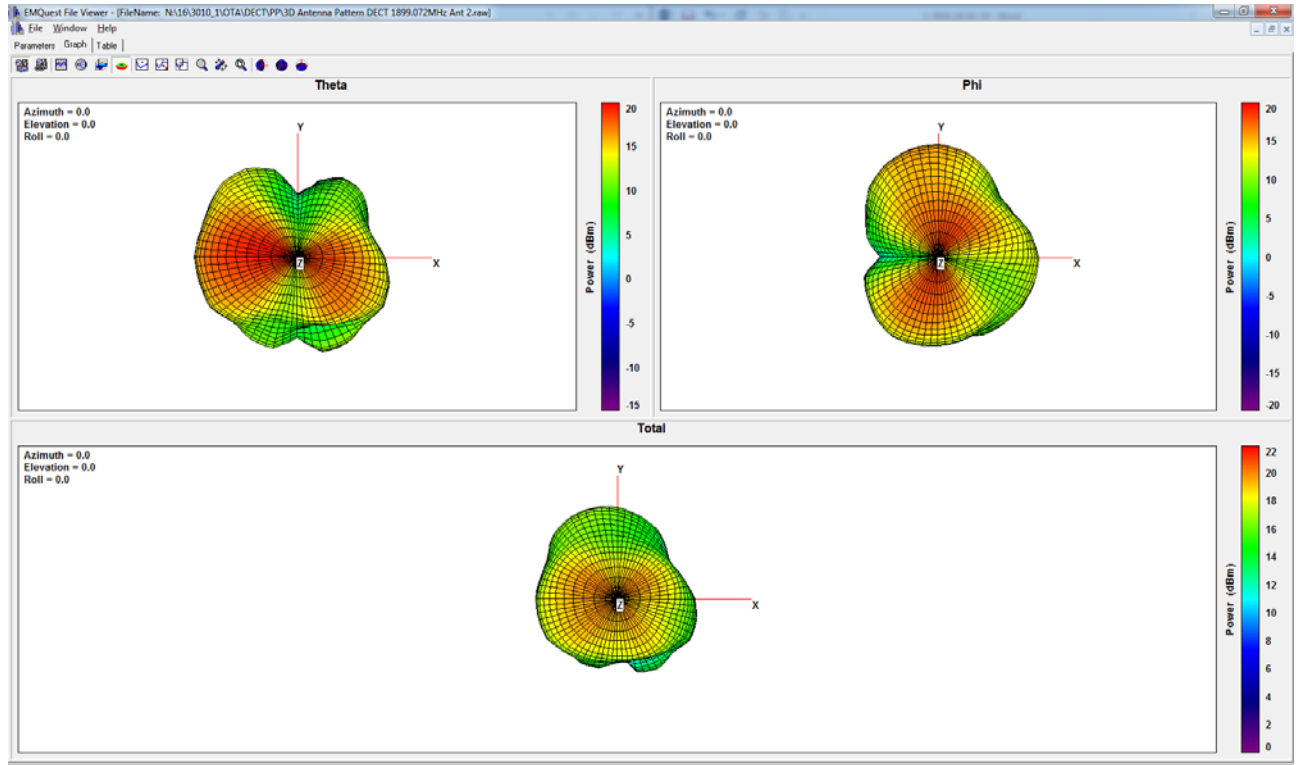 EMQuest File Viewer - [FileName: N:\16\3010_1\OTA\DECT\PP\3D Antenna Pattern DECT 1899.072MHz Ant 2.raw]
File Window Help
Parameters Graph Table
Theta
Azimuth = 0.0
Elevation = 0.0
Roll = 0.0
Y
X
Z
20
15
10
5
0
-5
-10
-15
Power (dBm)
Phi
Azimuth = 0.0
Elevation = 0.0
Roll = 0.0
Y
X
Z
20
15
10
5
0
-5
-10
-15
-20
Power (dBm)
Total
Azimuth = 0.0
Elevation = 0.0
Roll = 0.0
Y
X
Z
22
20
18
16
14
12
10
8
6
4
2
0
Power (dBm)